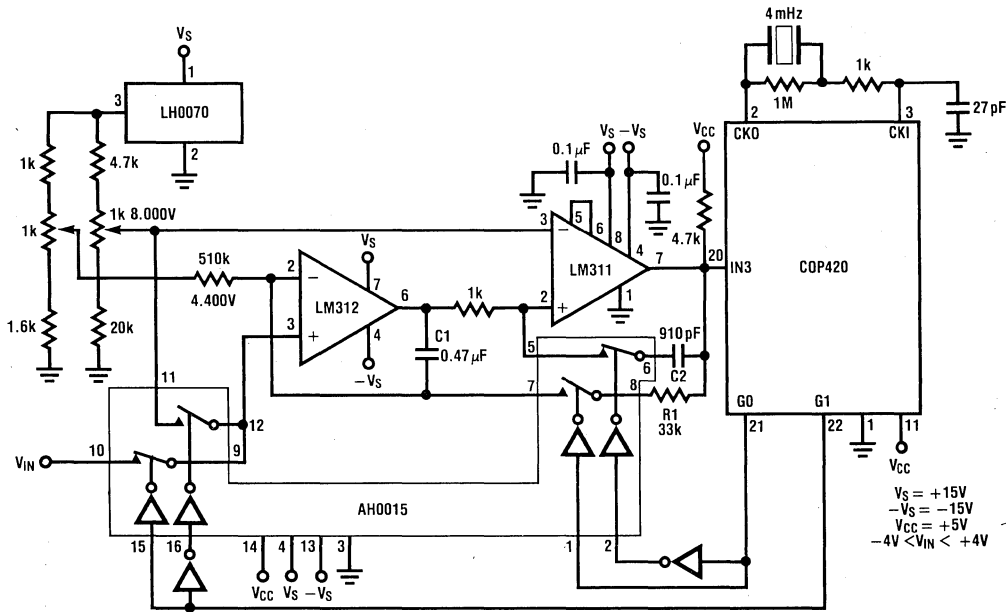 4 mHz
1M
1k
27 pF
2
3
CK0
CKI
VS
1
3
LH0070
2
1k
4.7k
1k
1k 8.000V
1.6k
20k
510k
4.400V
VS
2
−
7
LM312
6
3
+
4
−VS
1k
C1
0.47 µF
VS −VS
0.1 µF
0.1 µF
5
6
8
3
−
4
LM311
7
2
+
1
VCC
4.7k
20
IN3
COP420
910 pF
C2
5
6
7
8
R1
33k
G0
G1
21
22
1
11
VCC
11
12
10
9
VIN
AH0015
15
16
14
4
13
3
1
2
VCC
VS
−VS
VS = +15V
−VS = −15V
VCC = +5V
−4V <VIN < +4V